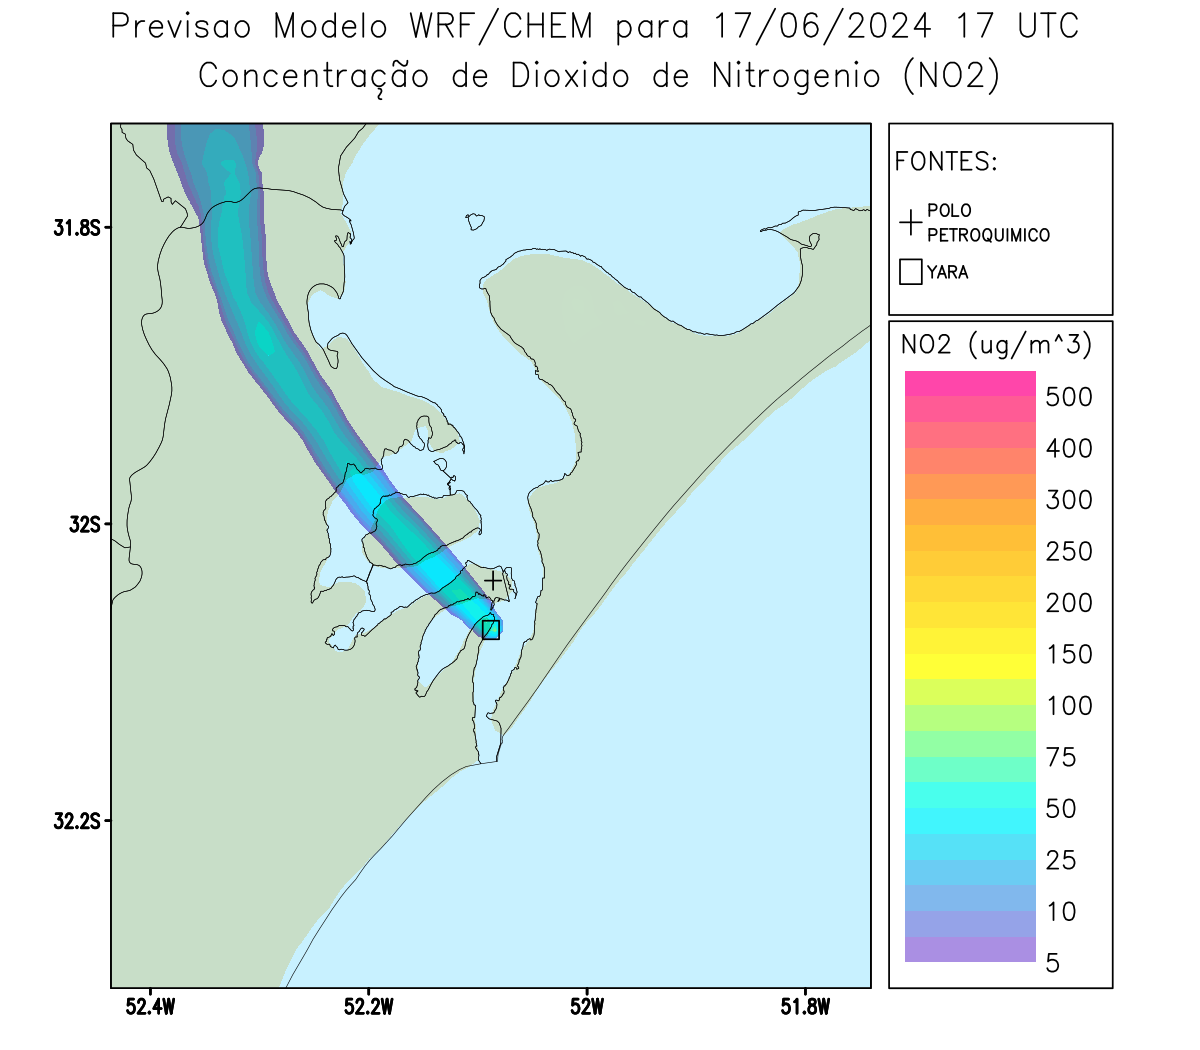 Previsao Modelo WRF/CHEM para 17/06/2024 17 UTC
Concentração de Dioxido de Nitrogenio (NO2)
FONTES:
POLO
PETROQUIMICO
YARA
NO2 (ug/m^3)
500
400
300
250
200
150
100
75
50
25
10
5
31.8S
32S
32.2S
52.4W
52.2W
52W
51.8W